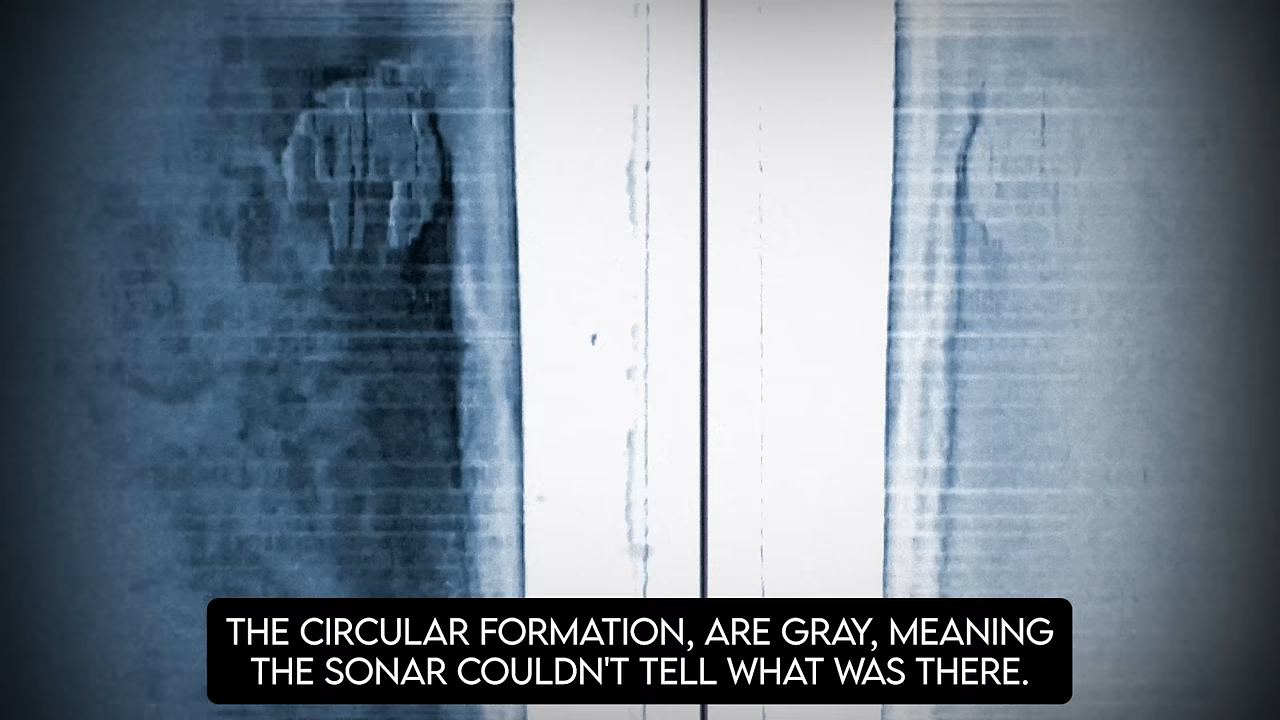 THE CIRCULAR FORMATION, ARE GRAY, MEANING
THE SONAR COULDN'T TELL WHAT WAS THERE.